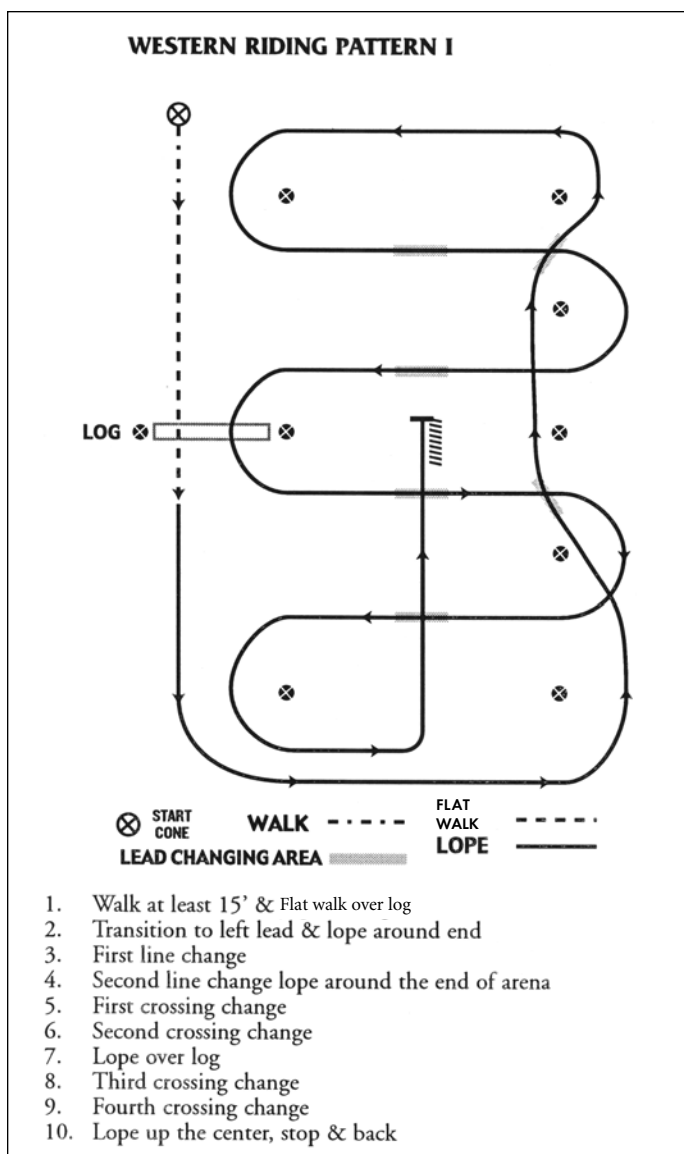 WESTERN RIDING PATTERN I
LOG
START
CONE
WALK
FLAT
WALK
LEAD CHANGING AREA
LOPE
1. Walk at least 15' & Flat walk over log
2. Transition to left lead & lope around end
3. First line change
4. Second line change lope around the end of arena
5. First crossing change
6. Second crossing change
7. Lope over log
8. Third crossing change
9. Fourth crossing change
10. Lope up the center, stop & back